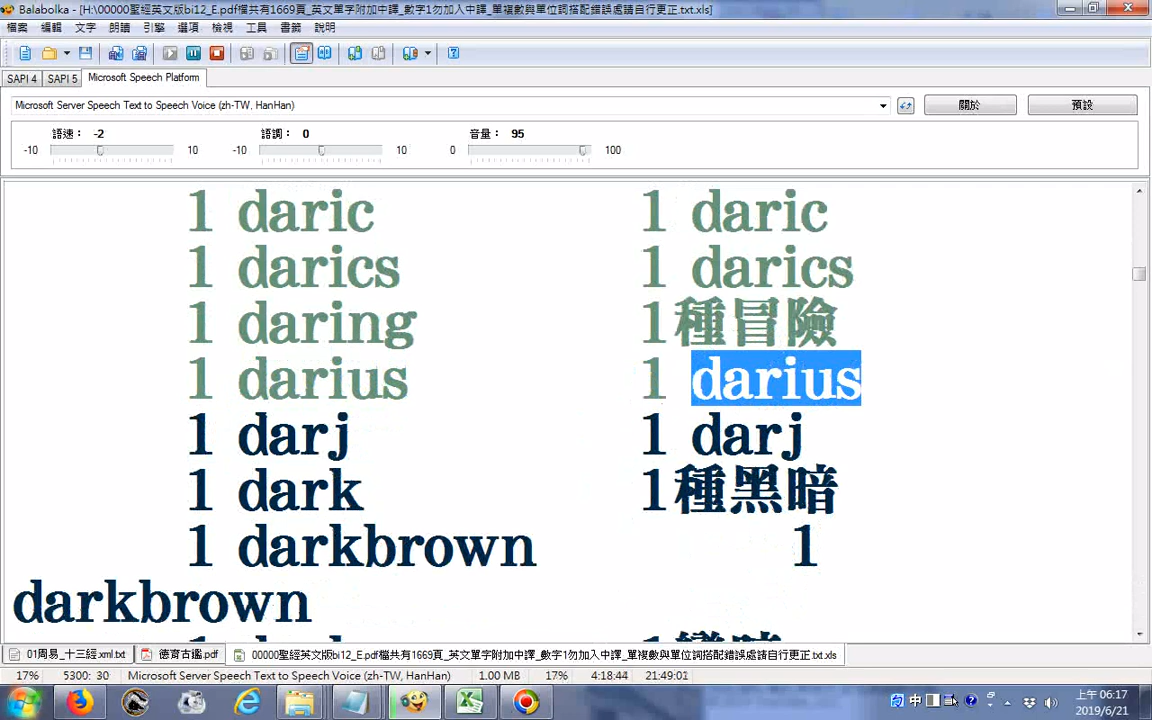 Balabolka - [H:\00000聖經英文版bi12_E.pdf檔共有1669頁_英文單字附加中譯_數字1勿加入中譯_單複數與單位詞搭配錯誤處請自行更正.txt.xls]
檔案 編輯 文字 朗讀 引擎 選項 檢視 工具 書籤 說明
SAPI 4 SAPI 5 Microsoft Speech Platform
Microsoft Server Speech Text to Speech Voice (zh-TW, HanHan) 關於 預設
語速： -2 語調： 0 音量： 95
-10 10 -10 10 0 100
1 daric 1 daric
1 darics 1 darics
1 daring 1種冒險
1 darius 1 darius
1 darj 1 darj
1 dark 1種黑暗
1 darkbrown 1
darkbrown
01周易_十三經.xml.txt 德育古鑑.pdf 00000聖經英文版bi12_E.pdf檔共有1669頁_英文單字附加中譯_數字1勿加入中譯_單複數與單位詞搭配錯誤處請自行更正.txt.xls
17% 5300: 30 Microsoft Server Speech Text to Speech Voice (zh-TW, HanHan) 1.00 MB 17% 4:18:44 21:49:01
中 上午 06:17
2019/6/21